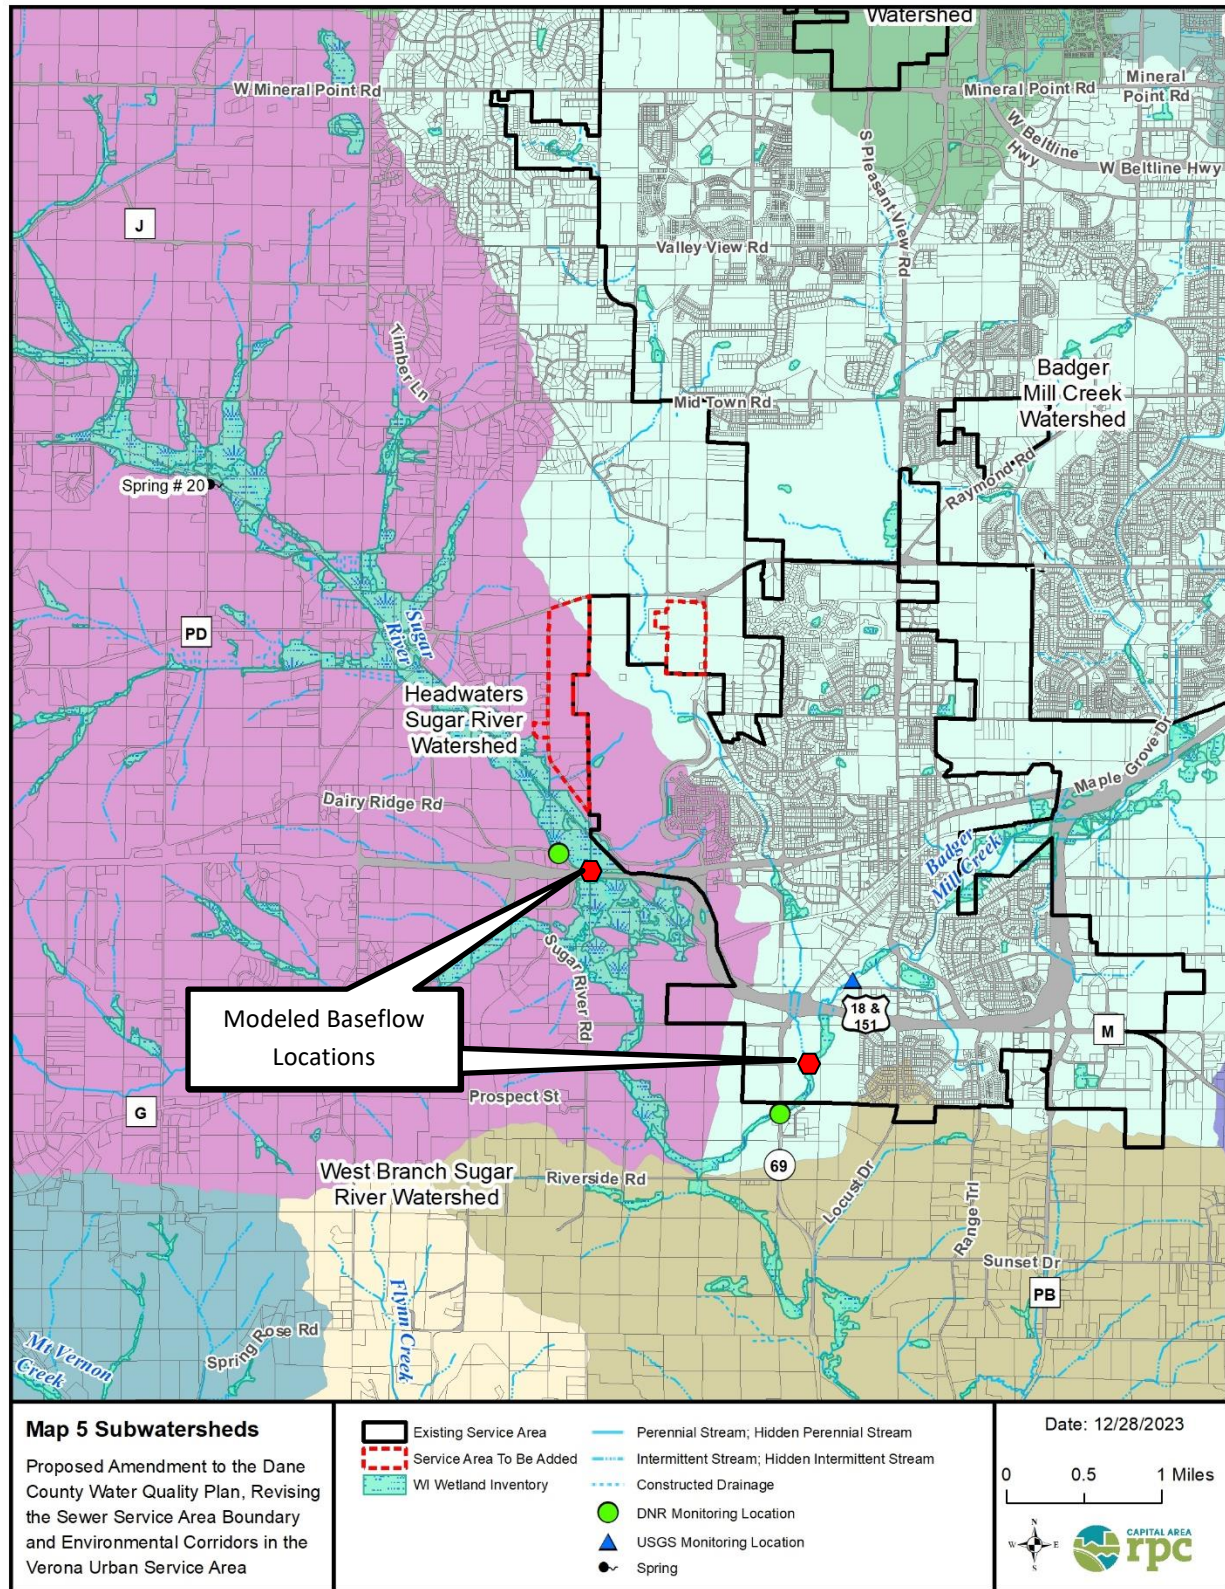 Watershed
W Mineral Point Rd
Mineral Point Rd
Mineral
Point Rd
W Beltline
Hwy
W Beltline Hwy
S Pleasant View Rd
J
Valley View Rd
Timber Ln
Mid Town Rd
Badger
Mill Creek
Watershed
Raymond Rd
Spring # 20
PD
Sugar
River
Headwaters
Sugar River
Watershed
Maple Grove Dr
Dairy Ridge Rd
Badger
Mill Creek
Sugar River Rd
Modeled Baseflow
Locations
18 &
151
M
Prospect St
G
69
West Branch Sugar
River Watershed
Riverside Rd
Locust Dr
Range Trl
Sunset Dr
PB
Flynn Creek
Spring Rose Rd
Mt Vernon
Creek
Map 5 Subwatersheds
Proposed Amendment to the Dane
County Water Quality Plan, Revising
the Sewer Service Area Boundary
and Environmental Corridors in the
Verona Urban Service Area
Existing Service Area
Service Area To Be Added
WI Wetland Inventory
Perennial Stream; Hidden Perennial Stream
Intermittent Stream; Hidden Intermittent Stream
Constructed Drainage
DNR Monitoring Location
USGS Monitoring Location
Spring
Date: 12/28/2023
0 0.5 1 Miles
N
W E
S
CAPITAL AREA
rpc